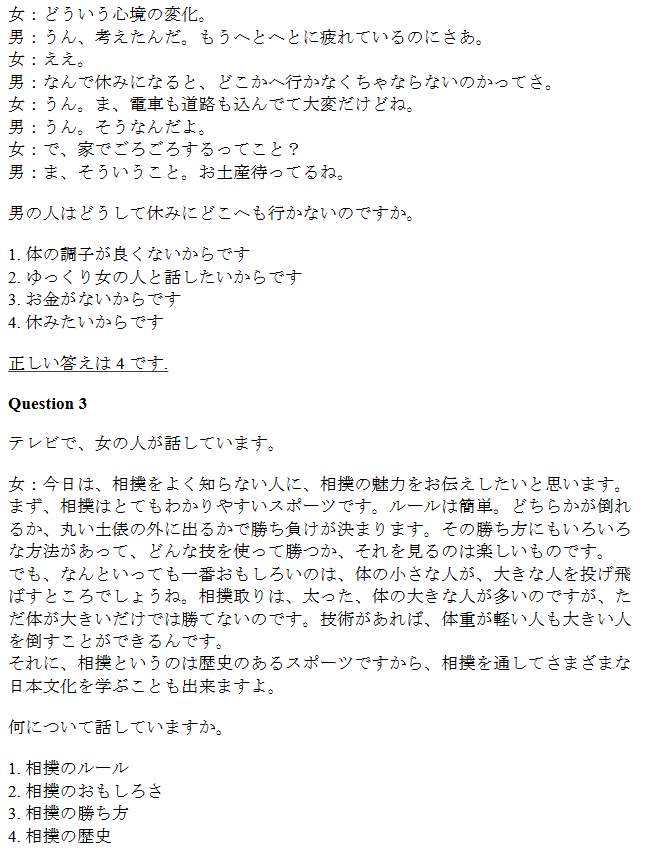 女：どういう心境の変化。
男：うん、考えたんだ。もうへとへとに疲れているのにさあ。
女：ええ。
男：なんで休みになると、どこかへ行かなくちゃならないのかってさ。
女：うん。ま、電車も道路も込んでて大変だけどね。
男：うん。そうなんだよ。
女：で、家でごろごろするってこと？
男：ま、そういうこと。お土産待ってるね。
男の人はどうして休みにどこへも行かないのですか。
1. 体の調子が良くないからです
2. ゆっくり女の人と話したいからです
3. お金がないからです
4. 休みたいからです
正しい答えは 4 です.
Question 3
テレビで、女の人が話しています。
女：今日は、相撲をよく知らない人に、相撲の魅力をお伝えしたいと思います。
まず、相撲はとてもわかりやすいスポーツです。ルールは簡単。どちらかが倒れ
るか、丸い土俵の外に出るかで勝ち負けが決まります。その勝ち方にもいろいろ
な方法があって、どんな技を使って勝つか、それを見るのは楽しいものです。
でも、なんといっても一番おもしろいのは、体の小さな人が、大きな人を投げ飛
ばすところでしょうね。相撲取りは、太った、体の大きな人が多いのですが、た
だ体が大きいだけでは勝てないのです。技術があれば、体重が軽い人も大きい人
を倒すことができるんです。
それに、相撲というのは歴史のあるスポーツですから、相撲を通してさまざまな
日本文化を学ぶことも出来ますよ。
何について話していますか。
1. 相撲のルール
2. 相撲のおもしろさ
3. 相撲の勝ち方
4. 相撲の歴史